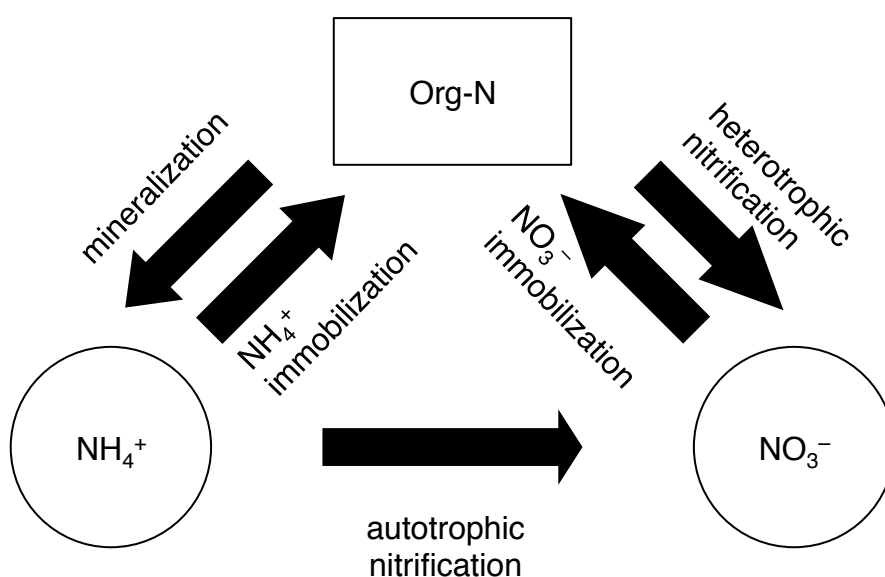 Org-N
mineralization
NH₄⁺
immobilization
NO₃⁻
immobilization
heterotrophic
nitrification
NH₄⁺
NO₃⁻
autotrophic
nitrification